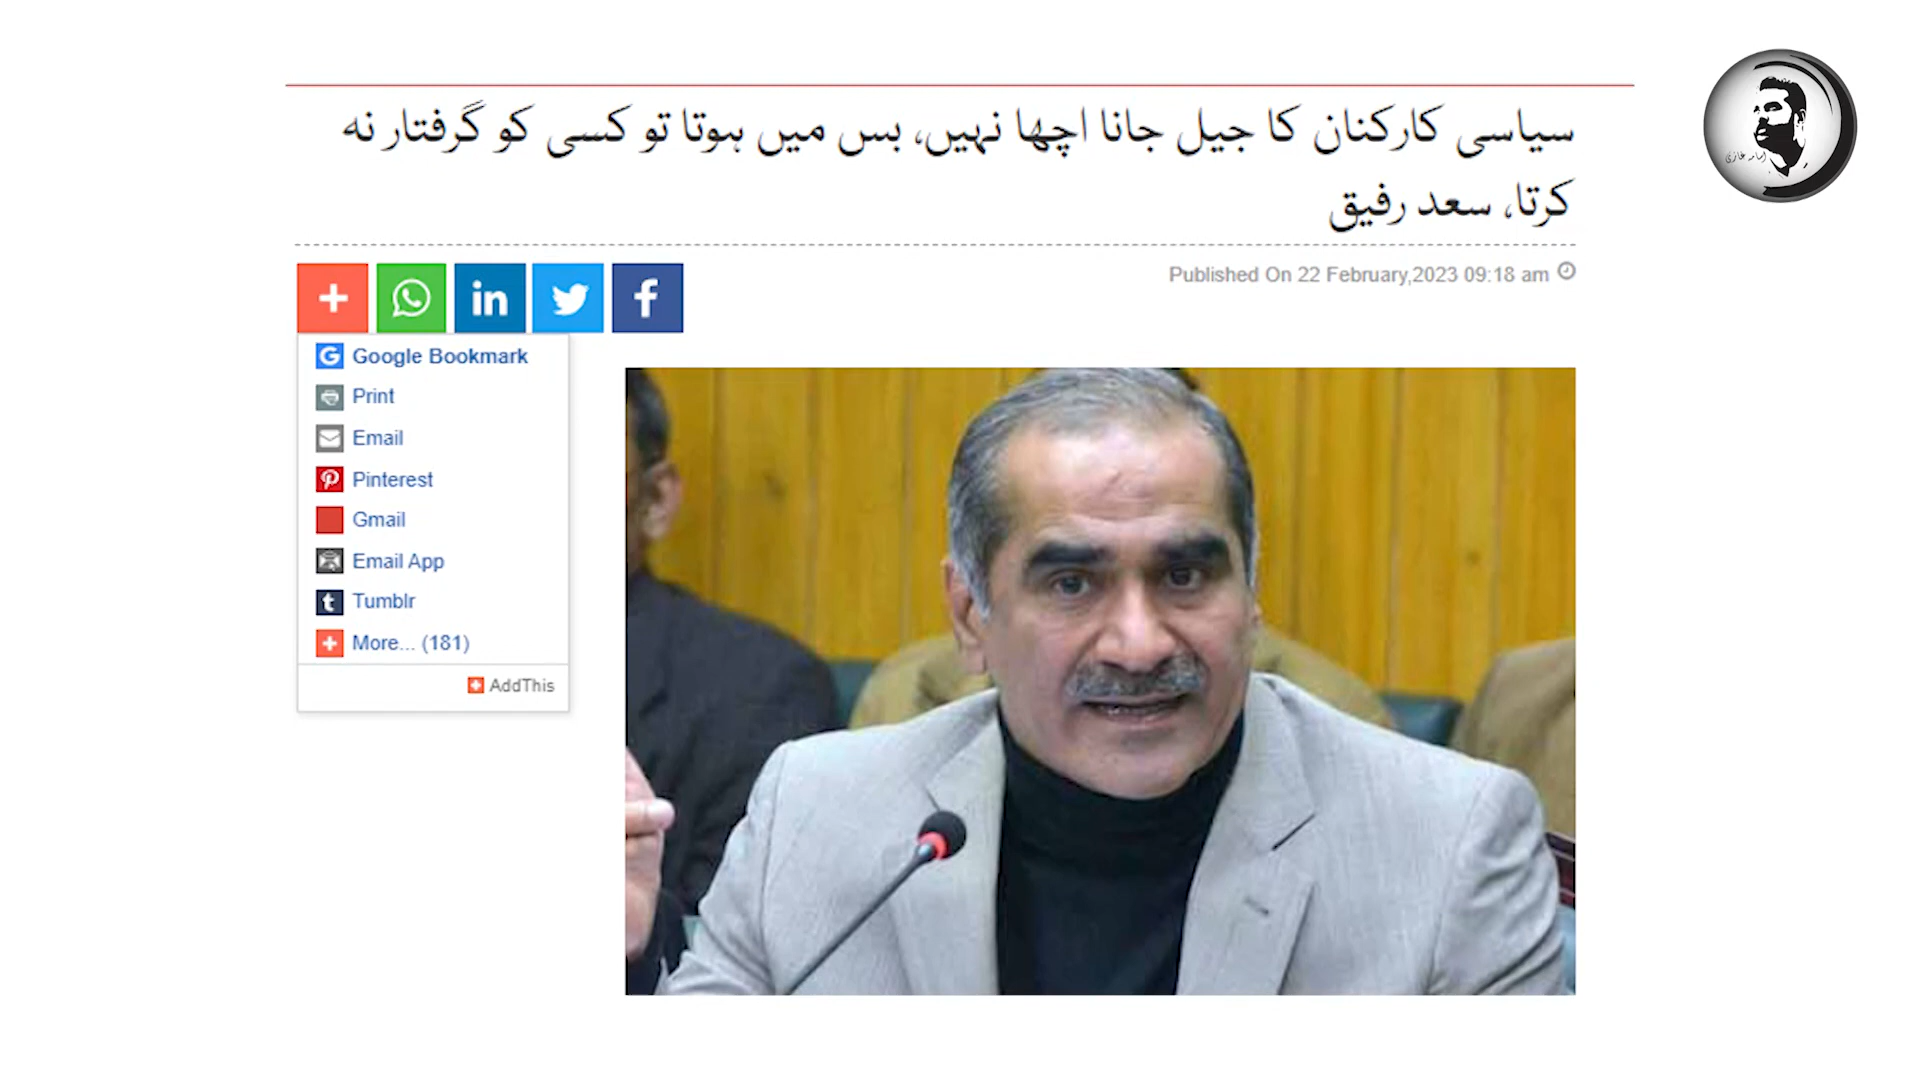 سیاسی کارکنان کا جیل جانا اچھا نہیں، بس میں ہوتا تو کسی کو گرفتار نہ
کرتا، سعد رفیق
Published On 22 February,2023 09:18 am
Google Bookmark
Print
Email
Pinterest
Gmail
Email App
Tumblr
More... (181)
AddThis
اسامہ غازی